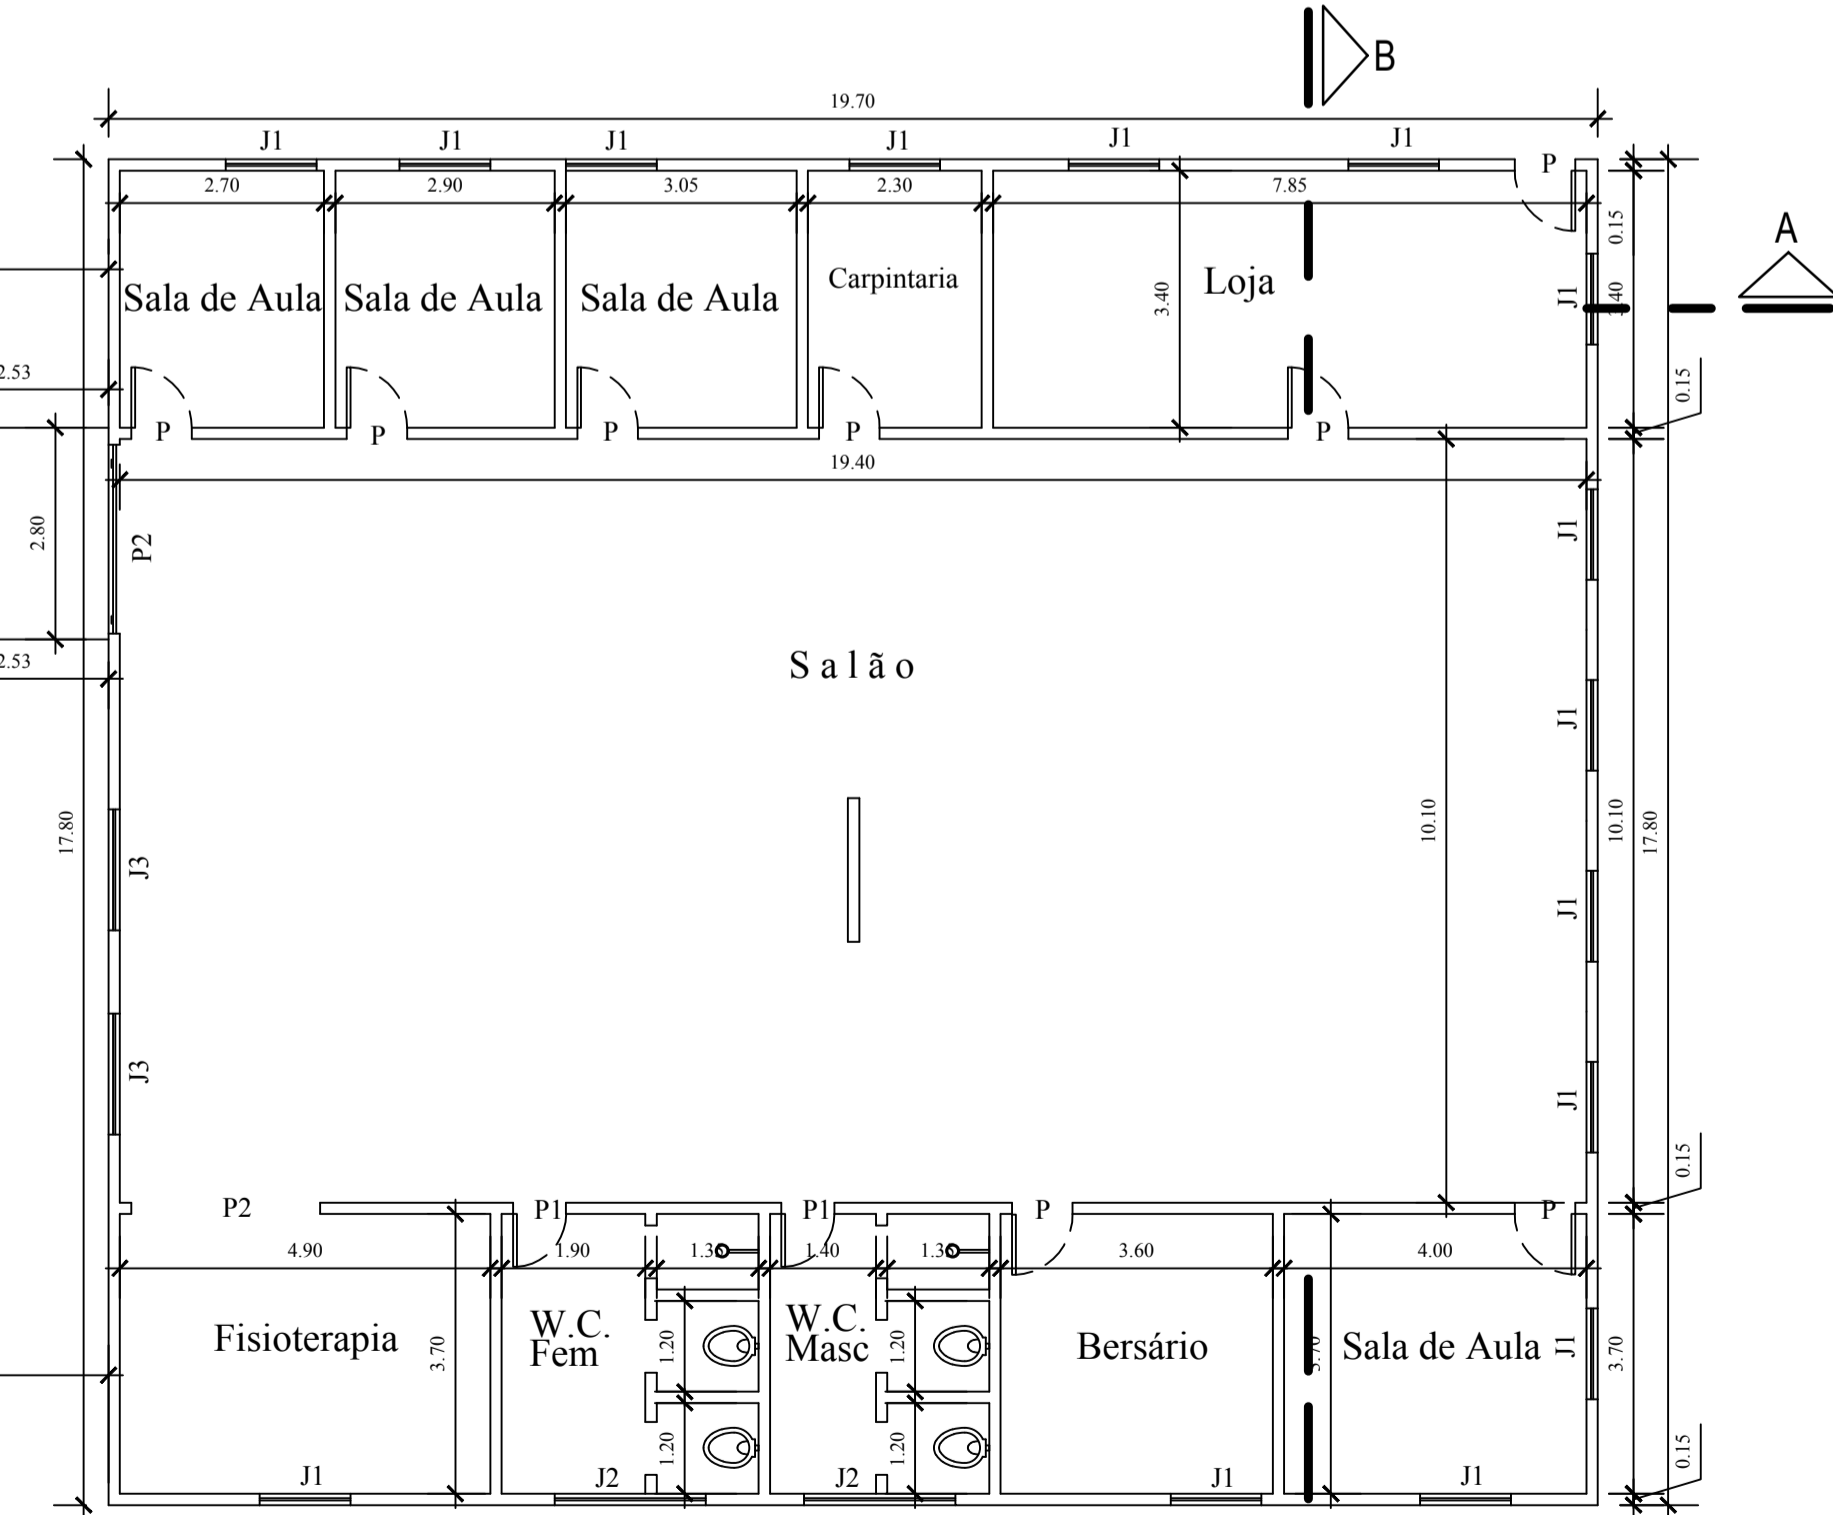 B
19.70
J1 J1 J1 J1 J1 J1
P
2.70 2.90 3.05 2.30 7.85
0.15
A
Sala de Aula Sala de Aula Sala de Aula Carpintaria Loja
3.40
J1
2.53
0.15
P P P P P
19.40
2.80
P2
J1
Salão
2.53
J1
17.80
J3
10.10
10.10
17.80
J1
J3
J1
0.15
P2 P1 P1 P P
4.90 1.90 1.40 3.60 4.00
Fisioterapia
3.70
W.C.
Fem
1.20
W.C.
Masc
1.20
Bersário
Sala de Aula
J1
3.70
1.20
1.20
0.15
J1 J2 J2 J1 J1